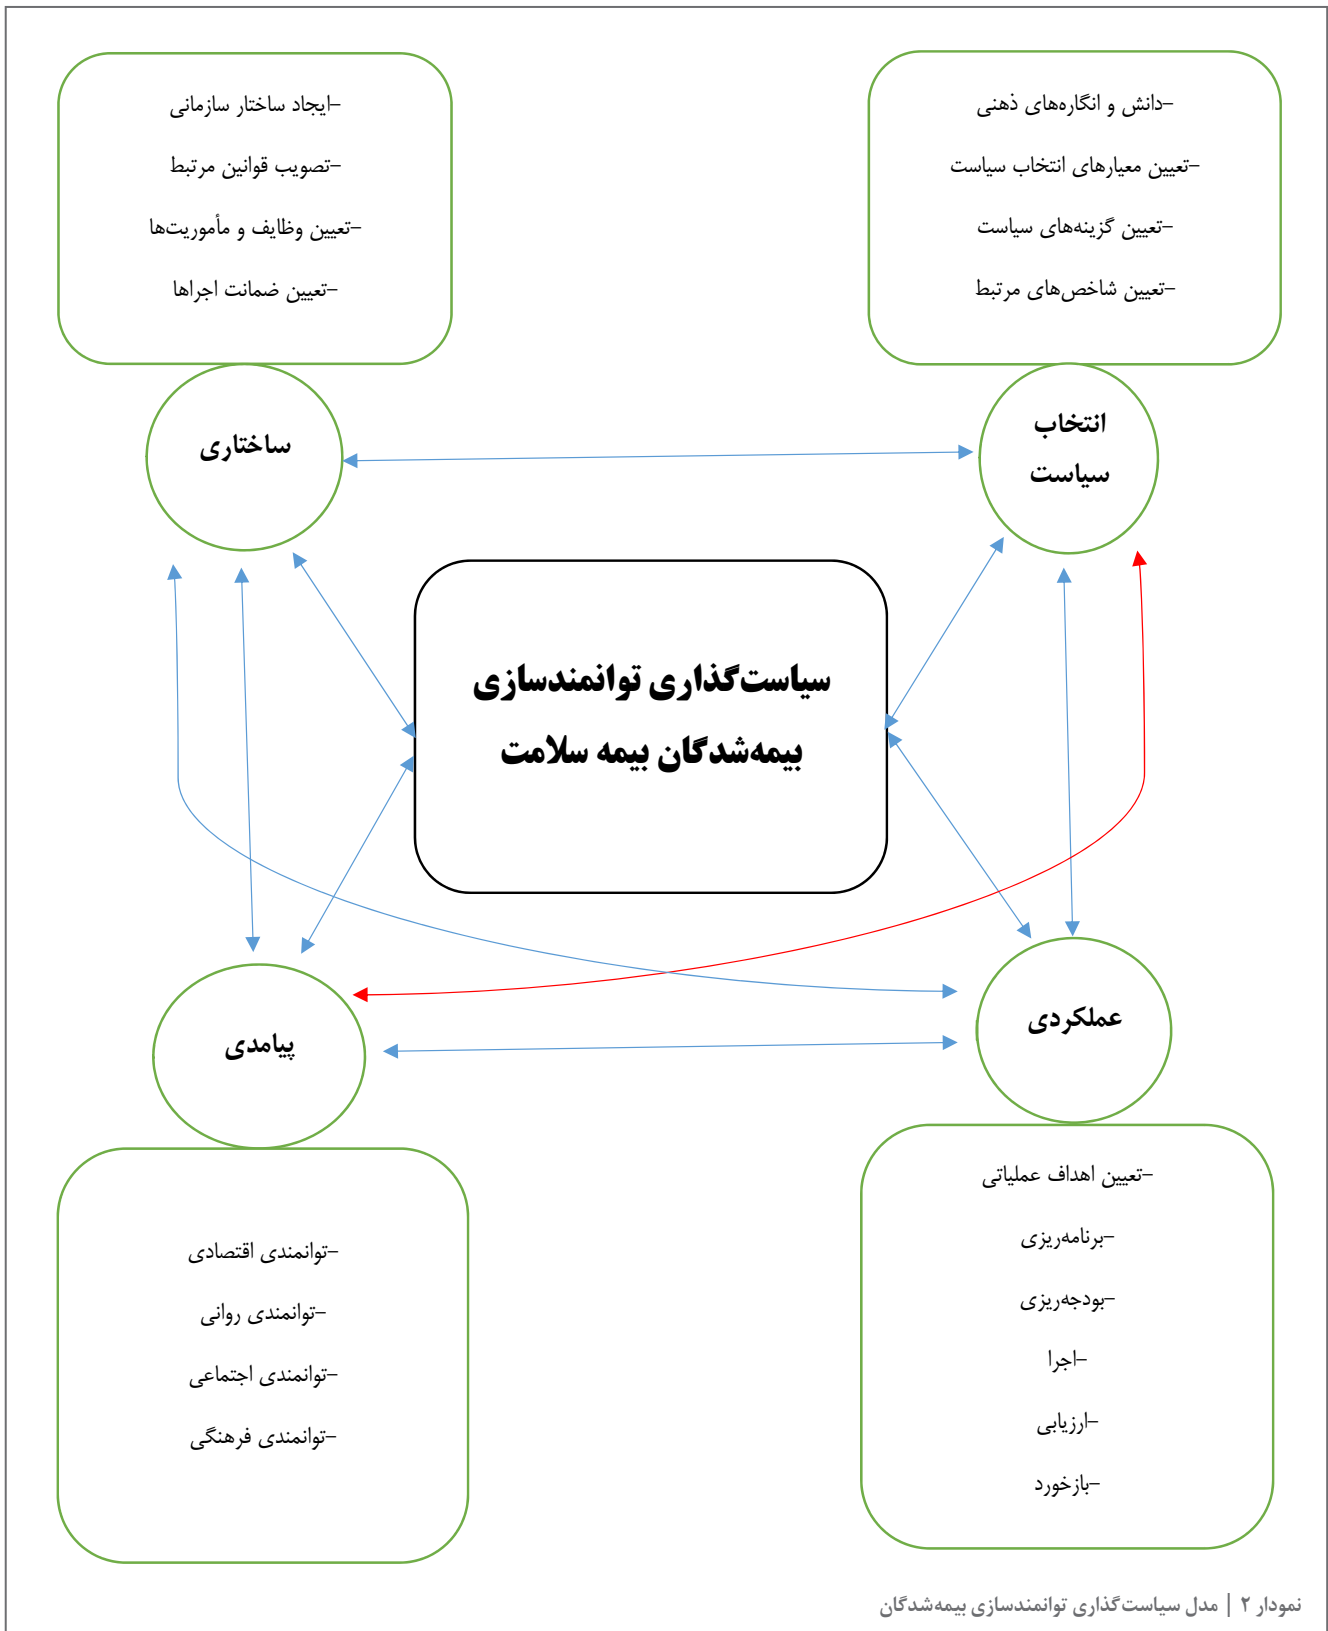 -دانش و انگاره‌های ذهنی
-تعیین معیارهای انتخاب سیاست
-تعیین گزینه‌های سیاست
-تعیین شاخص‌های مرتبط
-ایجاد ساختار سازمانی
-تصویب قوانین مرتبط
-تعیین وظایف و مأموریت‌ها
-تعیین ضمانت اجراها
انتخاب
سیاست
ساختاری
سیاست‌گذاری توانمندسازی
بیمه‌شدگان بیمه سلامت
عملکردی
پیامدی
-تعیین اهداف عملیاتی
-برنامه‌ریزی
-بودجه‌ریزی
-اجرا
-ارزیابی
-بازخورد
-توانمندی اقتصادی
-توانمندی روانی
-توانمندی اجتماعی
-توانمندی فرهنگی
نمودار ۲ | مدل سیاست‌گذاری توانمندسازی بیمه‌شدگان